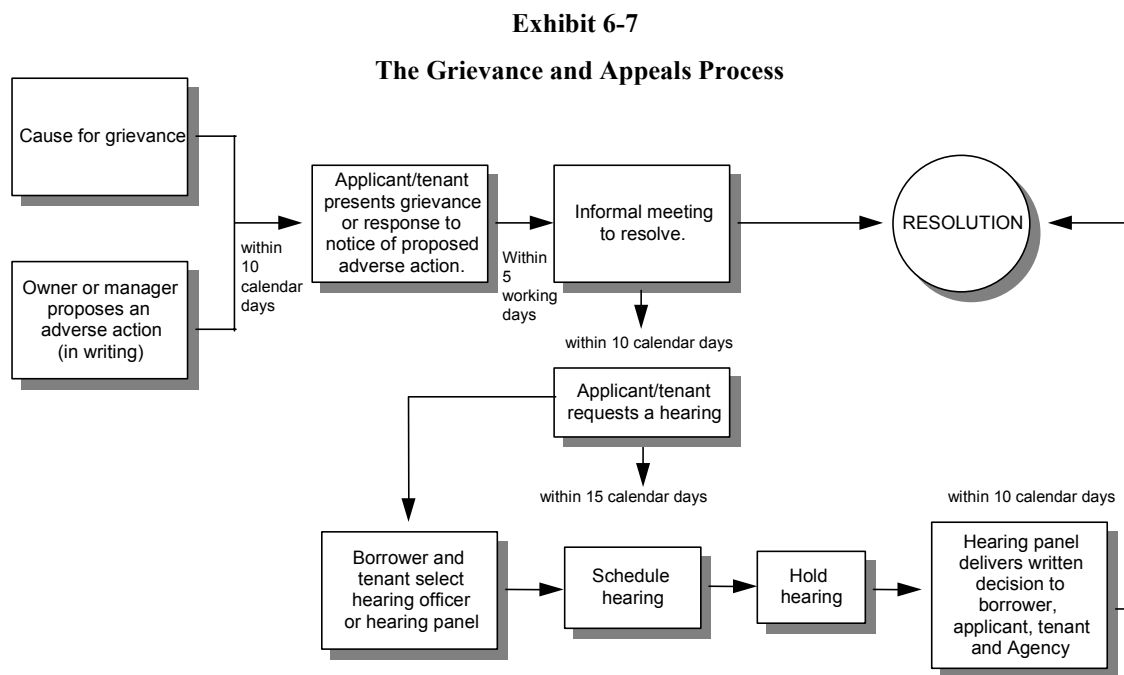 Exhibit 6-7
The Grievance and Appeals Process
Cause for grievance
Owner or manager
proposes an
adverse action
(in writing)
within
10
calendar
days
Applicant/tenant
presents grievance
or response to
notice of proposed
adverse action.
Within
5
working
days
Informal meeting
to resolve.
RESOLUTION
within 10 calendar days
Applicant/tenant
requests a hearing
within 15 calendar days
Borrower and
tenant select
hearing officer
or hearing panel
Schedule
hearing
Hold
hearing
within 10 calendar days
Hearing panel
delivers written
decision to
borrower,
applicant, tenant
and Agency